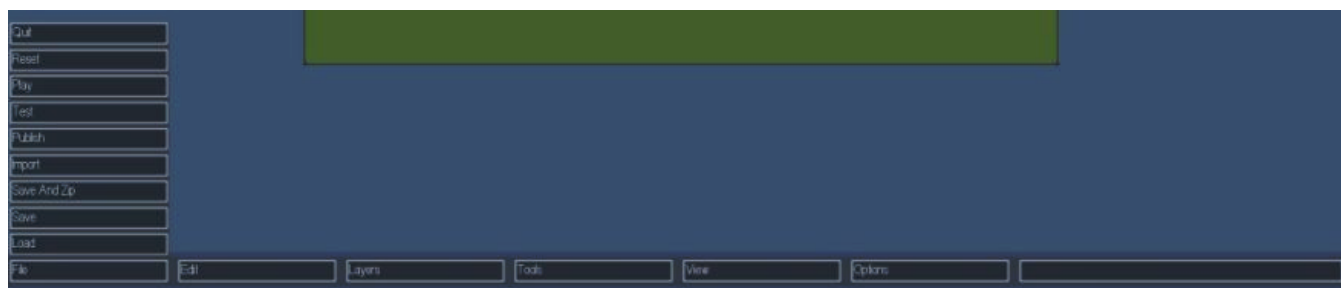 Quit
Reset
Play
Test
Publish
Import
Save And Zip
Save
Load
File Edit Layers Tools View Options